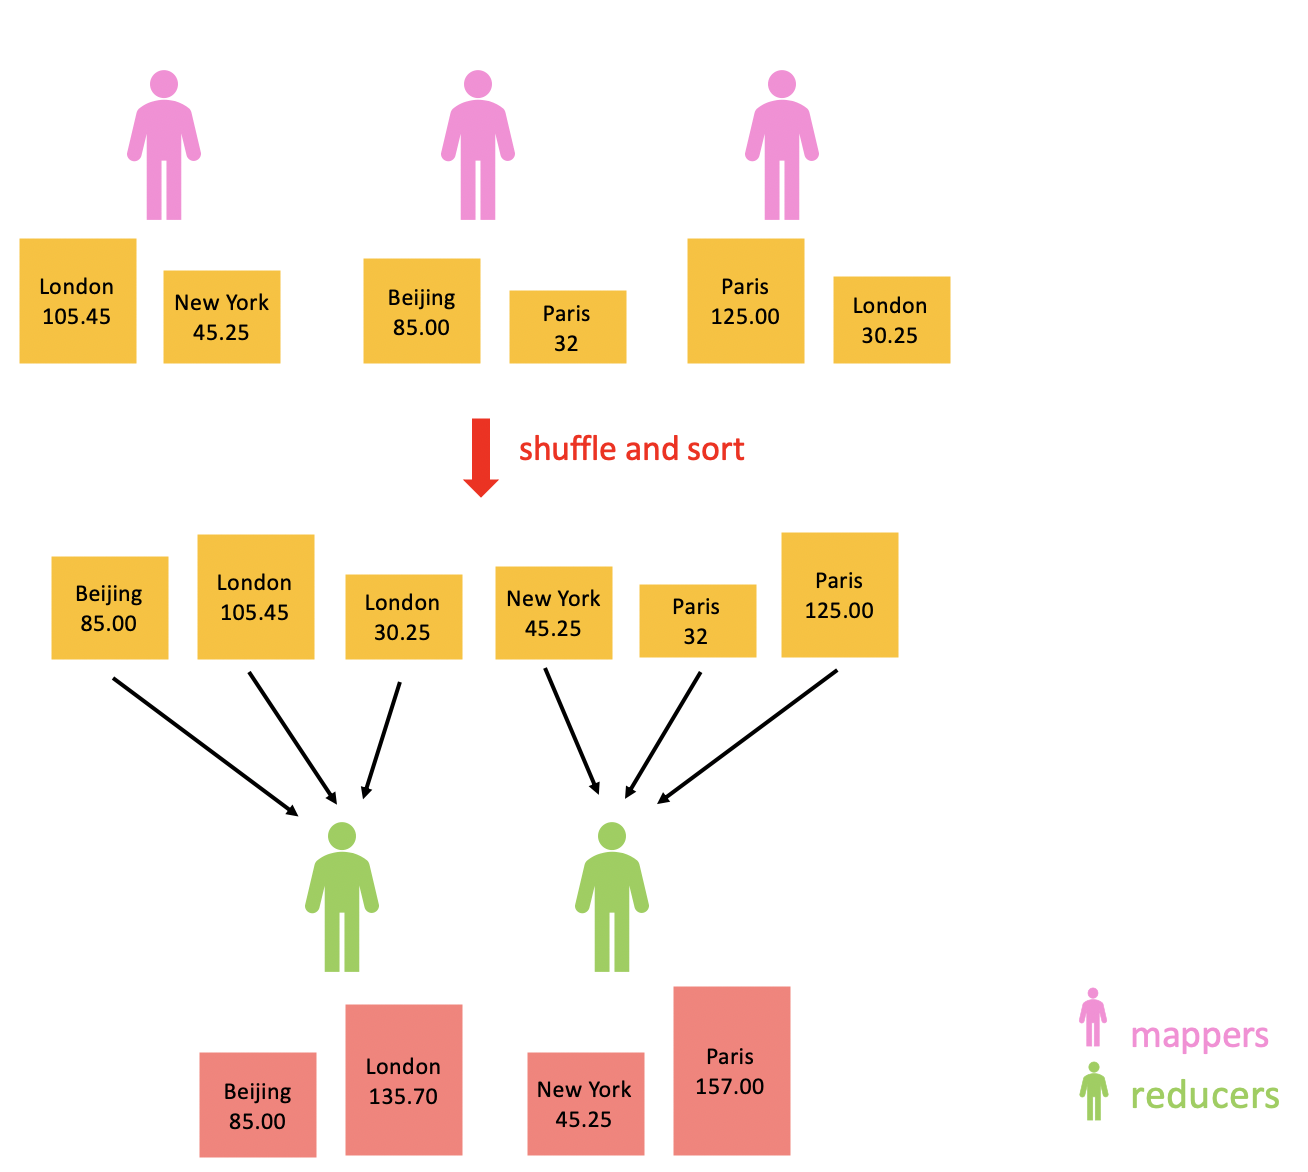 London
105.45
New York
45.25
Beijing
85.00
Paris
32
Paris
125.00
London
30.25
shuffle and sort
Beijing
85.00
London
105.45
London
30.25
New York
45.25
Paris
32
Paris
125.00
Beijing
85.00
London
135.70
New York
45.25
Paris
157.00
mappers
reducers